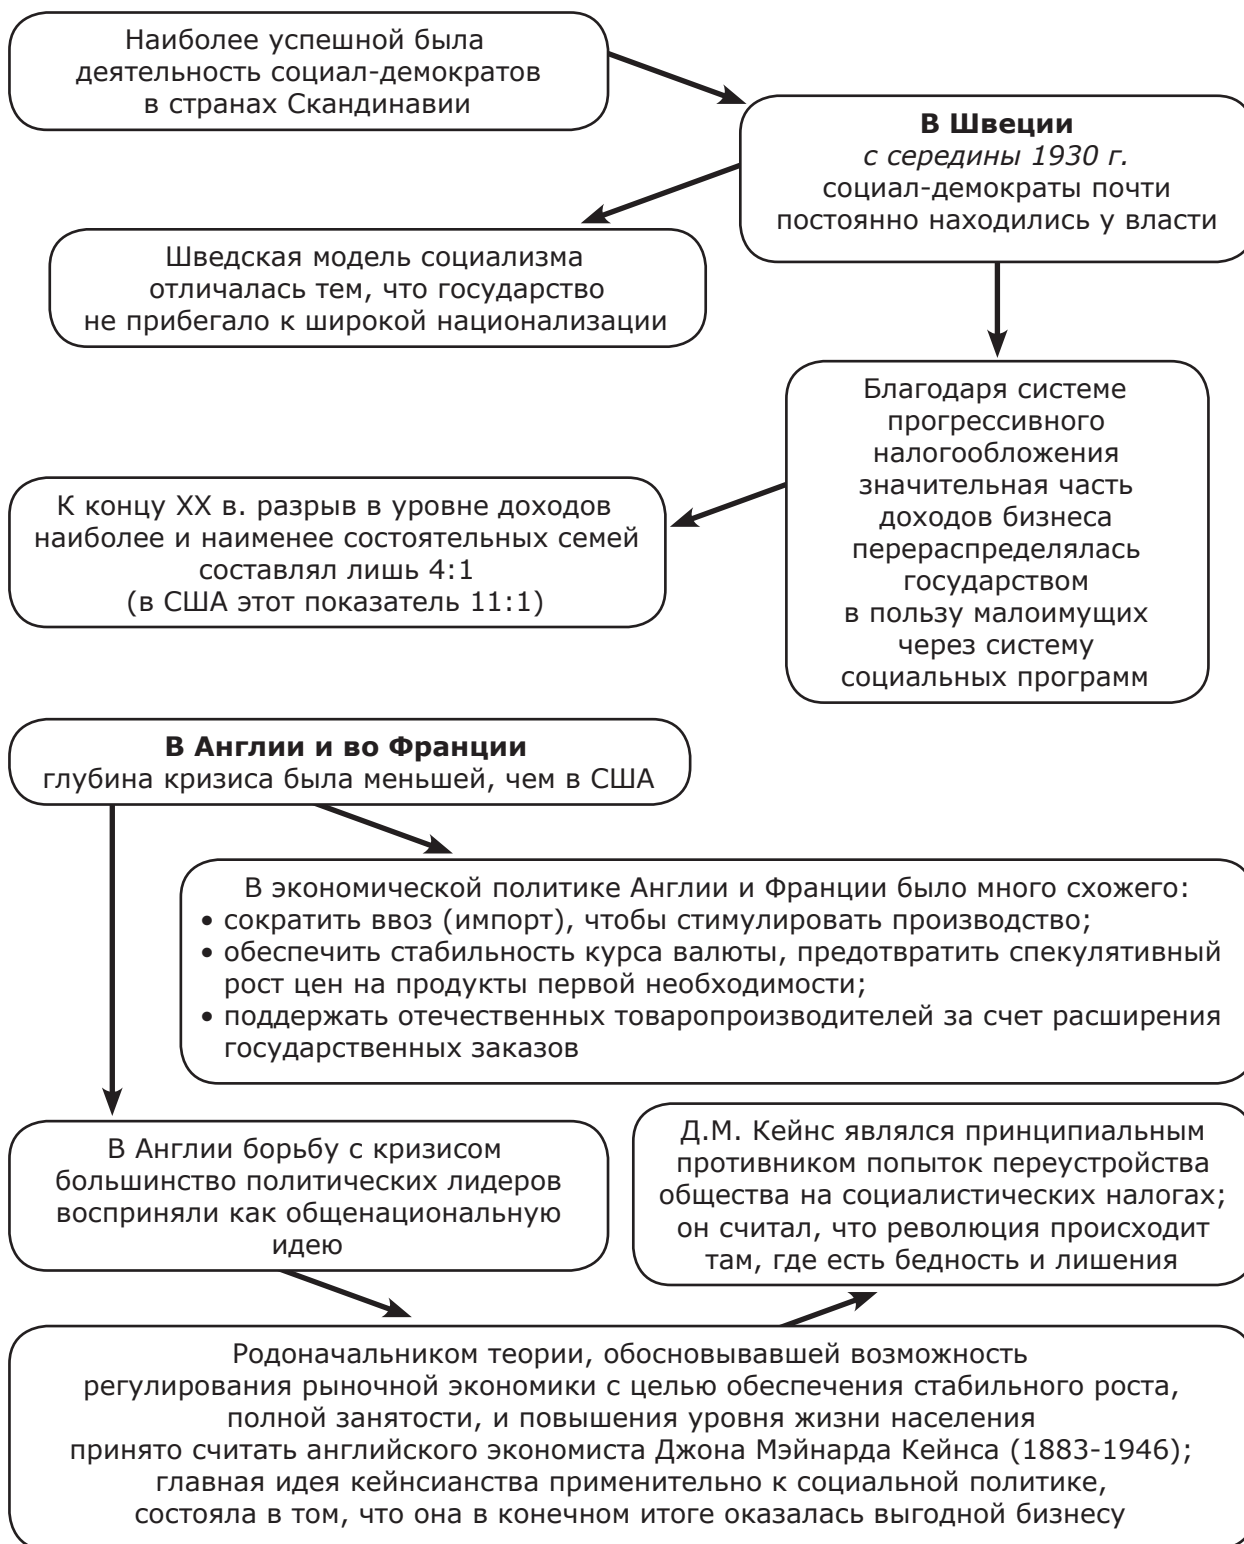 Наиболее успешной была
деятельность социал-демократов
в странах Скандинавии
В Швеции
с середины 1930 г.
социал-демократы почти
постоянно находились у власти
Шведская модель социализма
отличалась тем, что государство
не прибегало к широкой национализации
Благодаря системе
прогрессивного
налогообложения
значительная часть
доходов бизнеса
перераспределялась
государством
в пользу малоимущих
через систему
социальных программ
К концу XX в. разрыв в уровне доходов
наиболее и наименее состоятельных семей
составлял лишь 4:1
(в США этот показатель 11:1)
В Англии и во Франции
глубина кризиса была меньшей, чем в США
В экономической политике Англии и Франции было много схожего:
• сократить ввоз (импорт), чтобы стимулировать производство;
• обеспечить стабильность курса валюты, предотвратить спекулятивный
рост цен на продукты первой необходимости;
• поддержать отечественных товаропроизводителей за счет расширения
государственных заказов
В Англии борьбу с кризисом
большинство политических лидеров
восприняли как общенациональную
идею
Д.М. Кейнс являлся принципиальным
противником попыток переустройства
общества на социалистических налогах;
он считал, что революция происходит
там, где есть бедность и лишения
Родоначальником теории, обосновывавшей возможность
регулирования рыночной экономики с целью обеспечения стабильного роста,
полной занятости, и повышения уровня жизни населения
принято считать английского экономиста Джона Мэйнарда Кейнса (1883-1946);
главная идея кейнсианства применительно к социальной политике,
состояла в том, что она в конечном итоге оказалась выгодной бизнесу